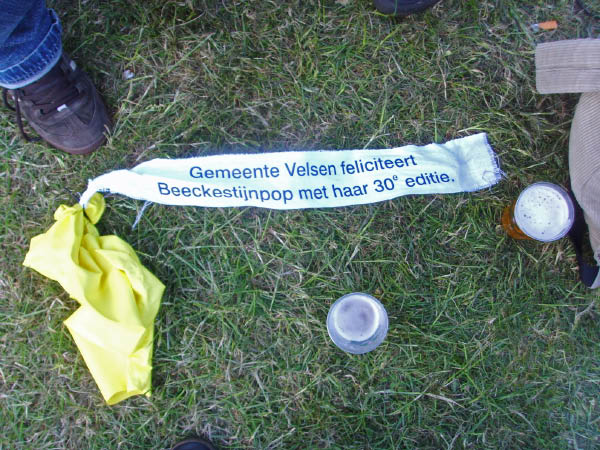 Gemeente Velsen feliciteert
Beeckestijnpop met haar 30e editie.